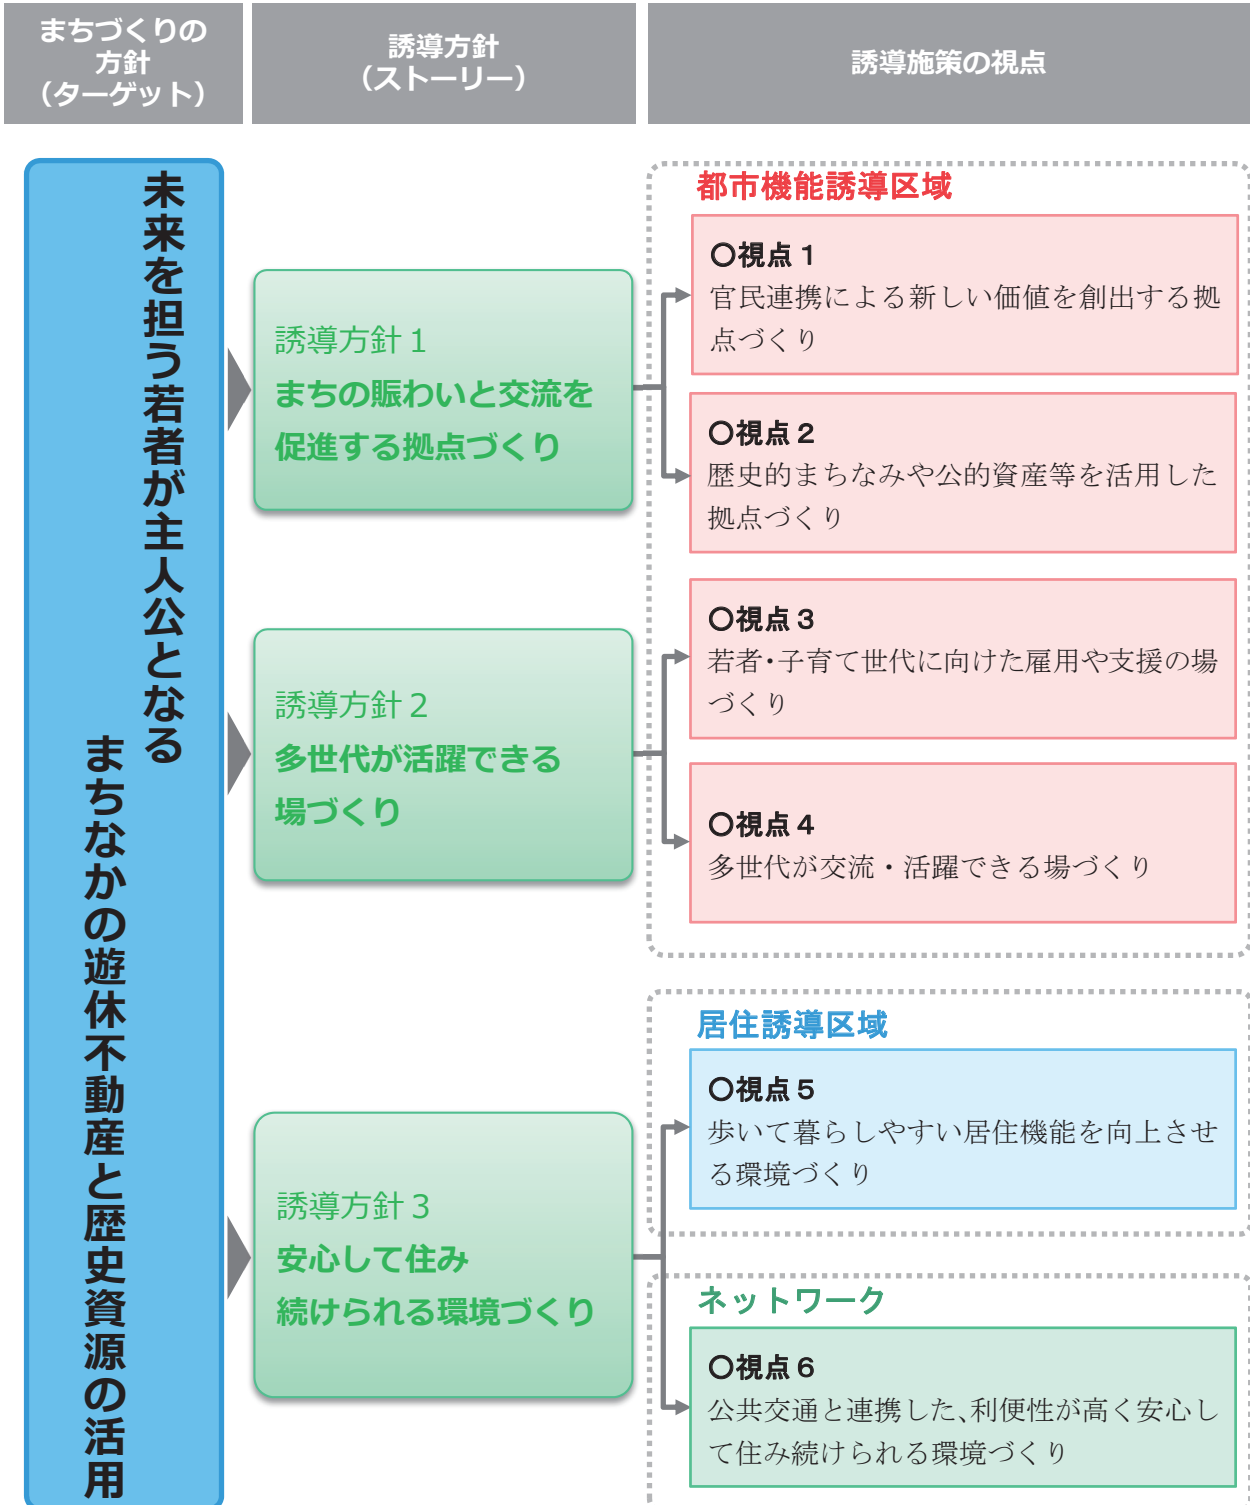 まちづくりの
方針
（ターゲット）
誘導方針
（ストーリー）
誘導施策の視点
未来を担う若者が主人公となる
まちなかの遊休不動産と歴史資源の活用
誘導方針１
まちの賑わいと交流を
促進する拠点づくり
誘導方針２
多世代が活躍できる
場づくり
誘導方針３
安心して住み
続けられる環境づくり
都市機能誘導区域
〇視点１
官民連携による新しい価値を創出する拠
点づくり
〇視点２
歴史的まちなみや公的資産等を活用した
拠点づくり
〇視点３
若者・子育て世代に向けた雇用や支援の場
づくり
〇視点４
多世代が交流・活躍できる場づくり
居住誘導区域
〇視点５
歩いて暮らしやすい居住機能を向上させ
る環境づくり
ネットワーク
〇視点６
公共交通と連携した、利便性が高く安心し
て住み続けられる環境づくり